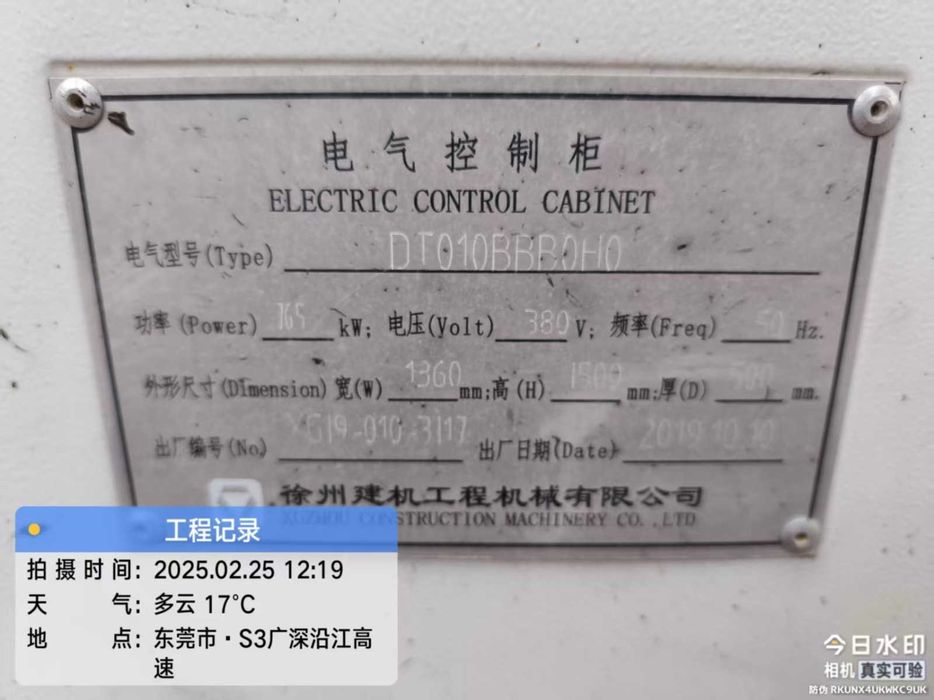 电气控制柜
ELECTRIC CONTROL CABINET
电气型号(Type) DT010BBB0H0
功率(Power) 165 kW; 电压(Volt) 380 V; 频率(Freq) 50 Hz.
外形尺寸(Dimension) 宽(W) 1360 mm;高(H) 1500 mm;厚(D) mm.
出厂编号(No.) XG19-010-3117 出厂日期(Date) 2019.10.10
徐州建机工程机械有限公司
XUZHOU CONSTRUCTION MACHINERY CO.,LTD
工程记录
拍摄时间: 2025.02.25 12:19
天气: 多云 17℃
地点: 东莞市·S3广深沿江高
速
今日水印
相机 真实可验
防伪 RKUNX4UKWKC9UK